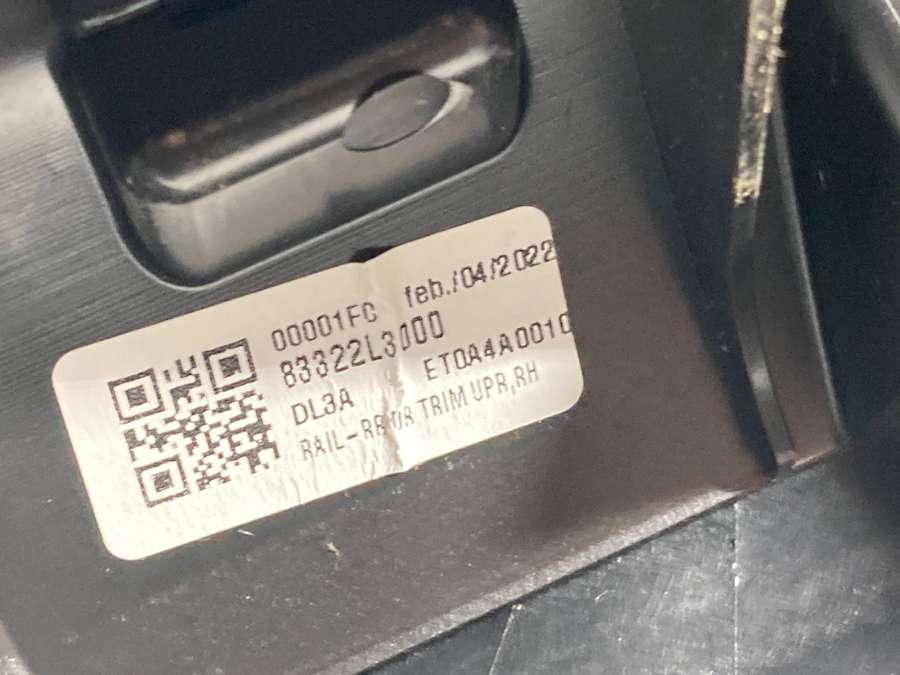 00001FC feb./04/2022
83322L3000
DL3A ET0A4A0010
RAIL-RR DR TRIM UPR,RH